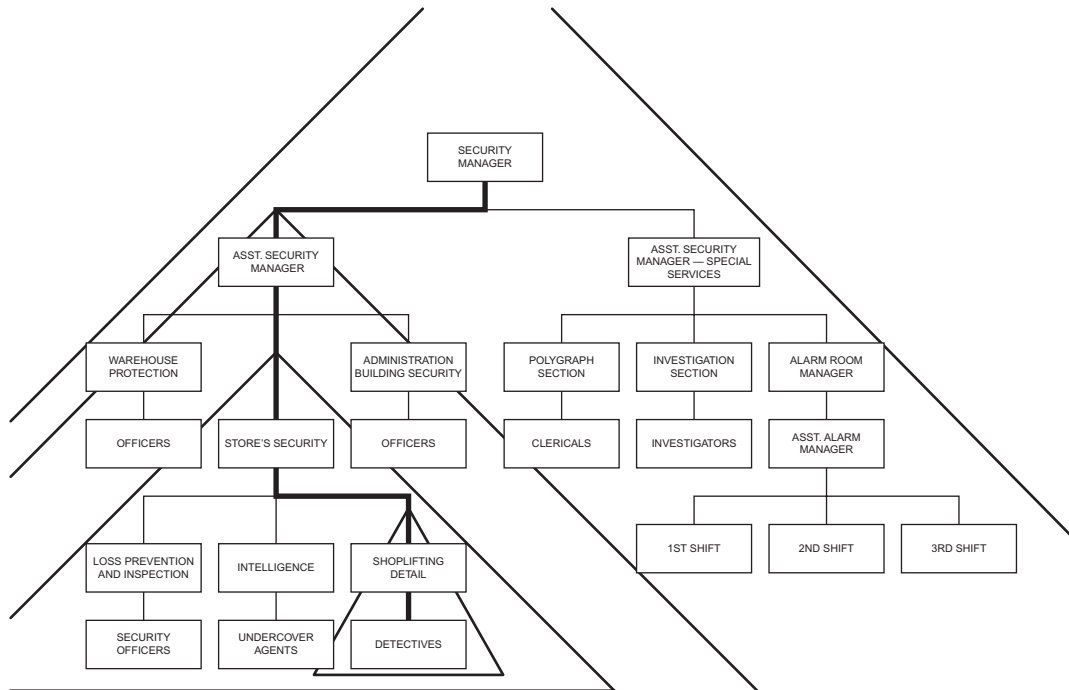 SECURITY
MANAGER
ASST. SECURITY
MANAGER
ASST. SECURITY
MANAGER — SPECIAL
SERVICES
WAREHOUSE
PROTECTION
ADMINISTRATION
BUILDING SECURITY
POLYGRAPH
SECTION
INVESTIGATION
SECTION
ALARM ROOM
MANAGER
OFFICERS
STORE'S SECURITY
OFFICERS
CLERICALS
INVESTIGATORS
ASST. ALARM
MANAGER
LOSS PREVENTION
AND INSPECTION
INTELLIGENCE
SHOPLIFTING
DETAIL
1ST SHIFT
2ND SHIFT
3RD SHIFT
SECURITY
OFFICERS
UNDERCOVER
AGENTS
DETECTIVES